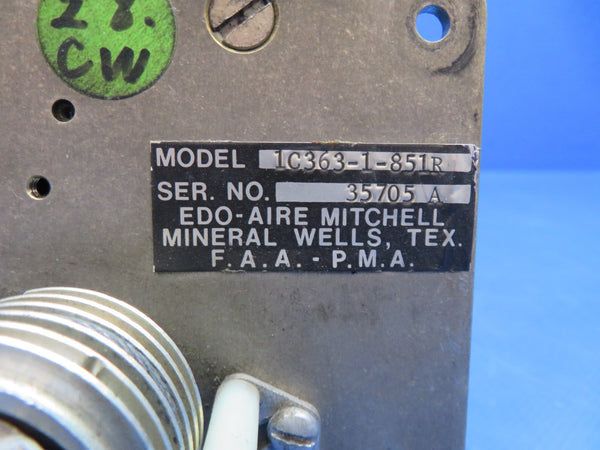 28.
CW
MODEL 1C363-1-851R
SER. NO. 35705 A
EDO-AIRE MITCHELL
MINERAL WELLS, TEX.
F.A.A. - P.M.A.